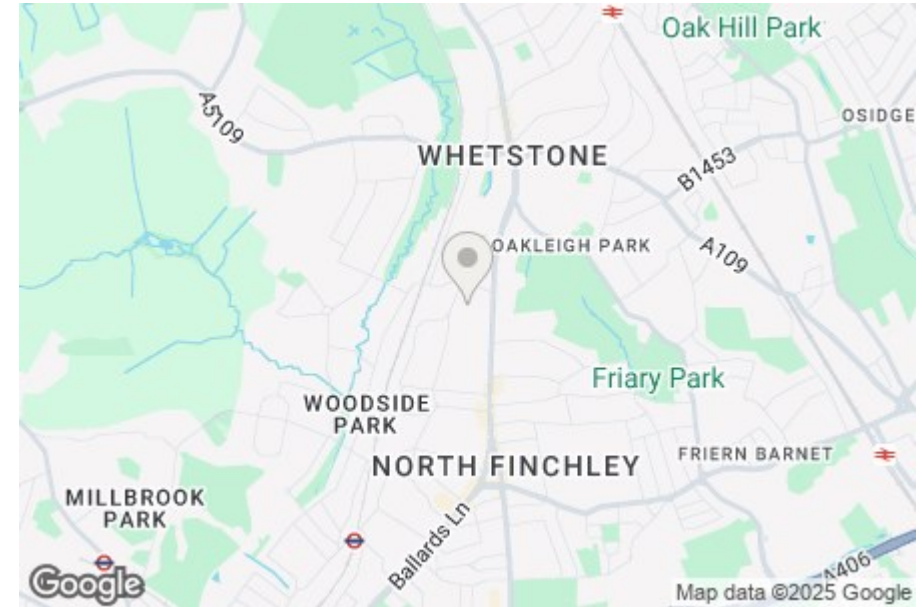 Oak Hill Park
A5109
OSIDGE
WHETSTONE
B1453
OAKLEIGH PARK
A109
Friary Park
WOODSIDE
PARK
FRIERN BARNET
NORTH FINCHLEY
MILLBROOK
PARK
Ballards Ln
A406
Google
Map data ©2025 Google